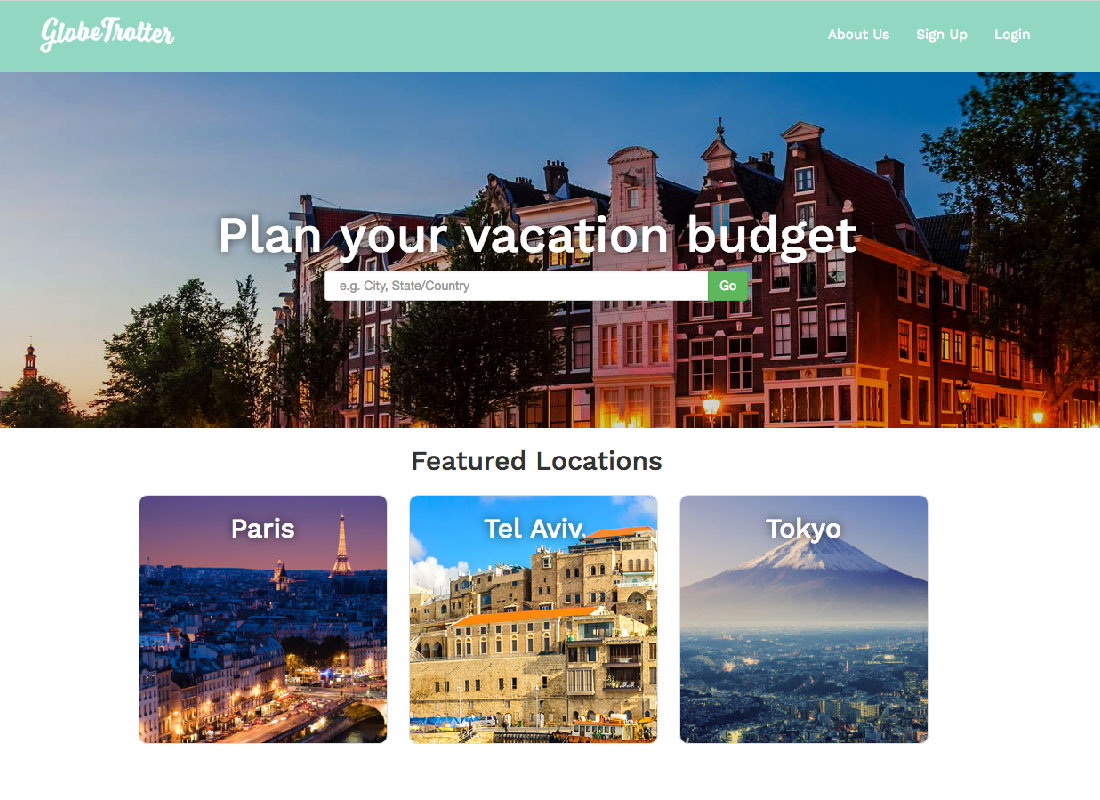 GlobeTrotter
About Us Sign Up Login
Plan your vacation budget
e.g. City, State/Country Go
Featured Locations
Paris Tel Aviv Tokyo